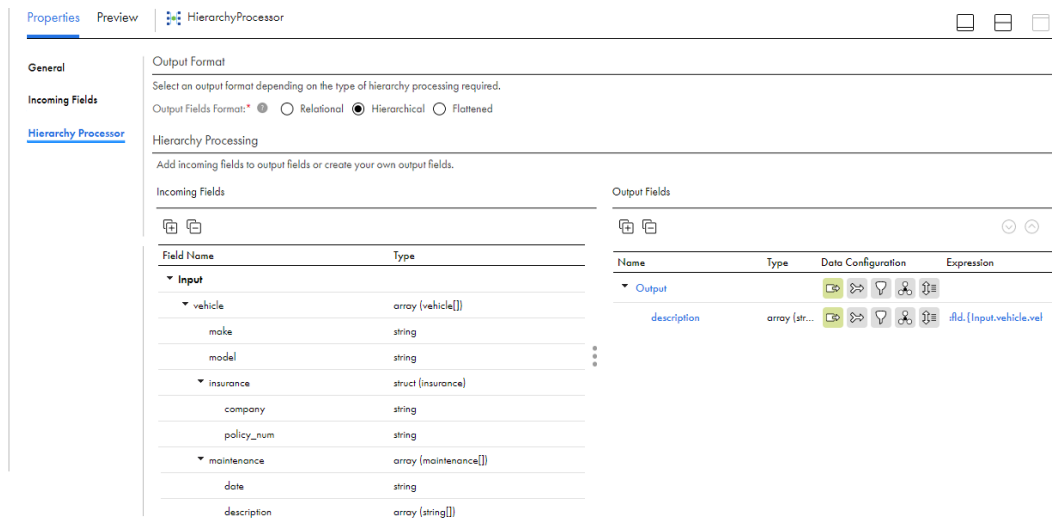 Properties Preview HierarchyProcessor
General
Incoming Fields
Hierarchy Processor
Output Format
Select an output format depending on the type of hierarchy processing required.
Output Fields Format:* ? Relational Hierarchical Flattened
Hierarchy Processing
Add incoming fields to output fields or create your own output fields.
Incoming Fields
Field Name Type
Input
vehicle array (vehicle[])
make string
model string
insurance struct (insurance)
company string
policy_num string
maintenance array (maintenance[])
date string
description array (string[])
Output Fields
Name Type Data Configuration Expression
Output
description array (str... :fld.{Input.vehicle.veh